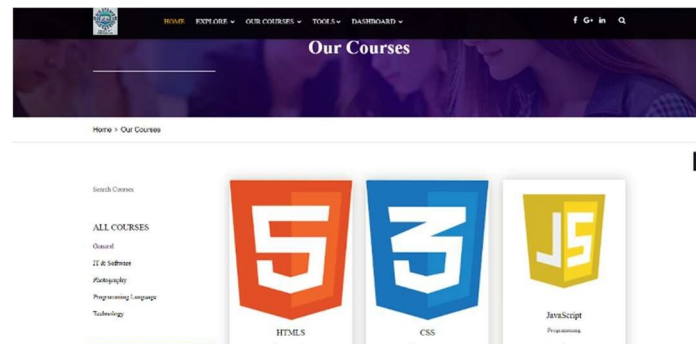 HOME EXPLORE OUR COURSES TOOLS DASHBOARD f G+ in
Our Courses
Home > Our Courses
Search Courses
ALL COURSES
General
IT & Software
Photography
Programming Language
Technology
5
3
JS
HTML5
CSS
JavaScript
Programming